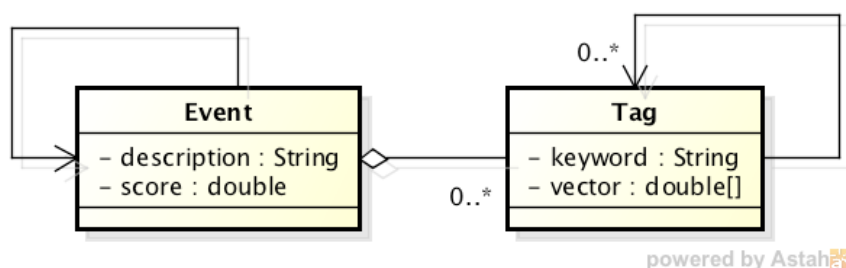 0..*
Event
Tag
- description : String
- score : double
- keyword : String
- vector : double[]
0..*
powered by Astah